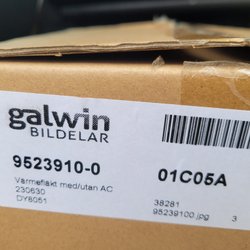 galwin
BILDELAR
9523910-0
01C05A
Värmefläkt med/utan AC
230630
DY8051
38281
95239100.jpg 3